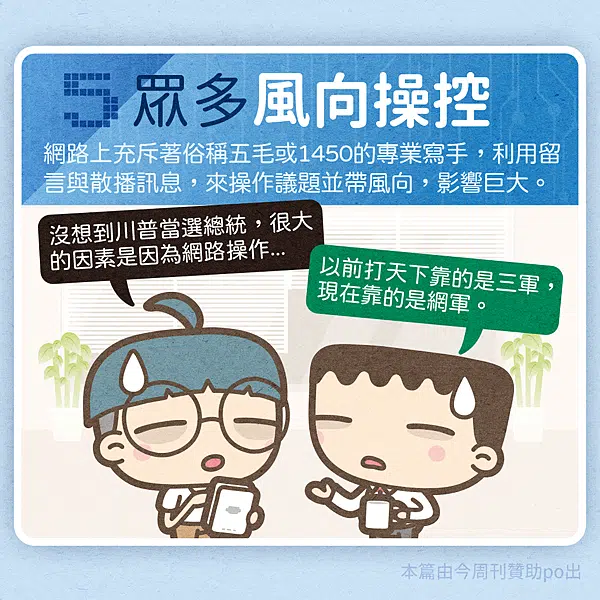 5 眾多風向操控
網路上充斥著俗稱五毛或1450的專業寫手，利用留
言與散播訊息，來操作議題並帶風向，影響巨大。
沒想到川普當選總統，很大
的因素是因為網路操作...
以前打天下靠的是三軍，
現在靠的是網軍。
本篇由今周刊贊助po出